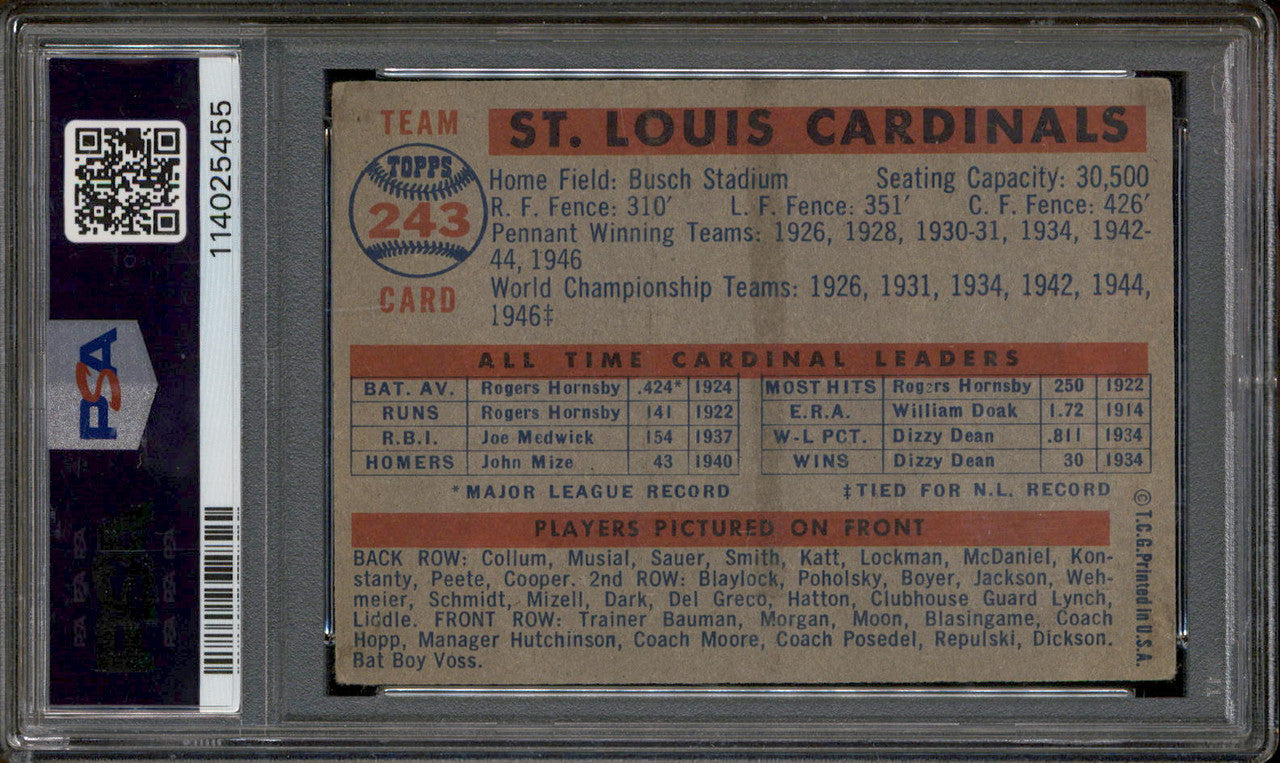 114025455
PSA
TEAM
TOPPS
243
CARD
ST. LOUIS CARDINALS
Home Field: Busch Stadium Seating Capacity: 30,500
R. F. Fence: 310′ L. F. Fence: 351′ C. F. Fence: 426′
Pennant Winning Teams: 1926, 1928, 1930-31, 1934, 1942-
44, 1946
World Championship Teams: 1926, 1931, 1934, 1942, 1944,
1946‡
ALL TIME CARDINAL LEADERS
BAT. AV. Rogers Hornsby .424* 1924 MOST HITS Rogers Hornsby 250 1922
RUNS Rogers Hornsby 141 1922 E.R.A. William Doak 1.72 1914
R.B.I. Joe Medwick 154 1937 W-L PCT. Dizzy Dean .811 1934
HOMERS John Mize 43 1940 WINS Dizzy Dean 30 1934
*MAJOR LEAGUE RECORD ‡TIED FOR N.L. RECORD
PLAYERS PICTURED ON FRONT
BACK ROW: Collum, Musial, Sauer, Smith, Katt, Lockman, McDaniel, Kon-
stanty, Peete, Cooper. 2nd ROW: Blaylock, Poholsky, Boyer, Jackson, Weh-
meier, Schmidt, Mizell, Dark, Del Greco, Hatton, Clubhouse Guard Lynch,
Liddle. FRONT ROW: Trainer Bauman, Morgan, Moon, Blasingame, Coach
Hopp, Manager Hutchinson, Coach Moore, Coach Posedel, Repulski, Dickson.
Bat Boy Voss.
© T.C.G. Printed in U.S.A.